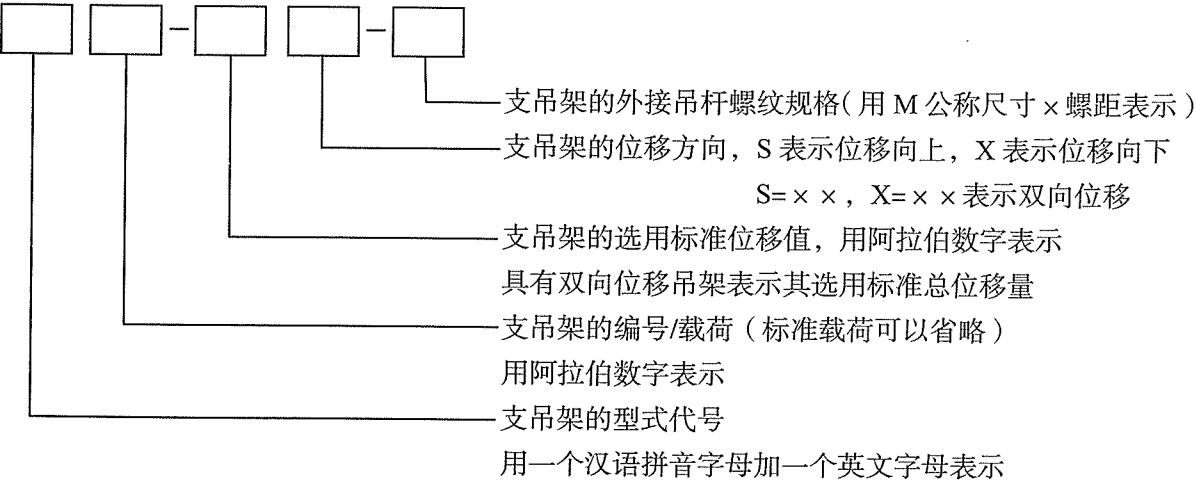 支吊架的外接吊杆螺纹规格（用 M 公称尺寸 × 螺距表示）
支吊架的位移方向，S 表示位移向上，X 表示位移向下
S=× ×，X=× ×表示双向位移
支吊架的选用标准位移值，用阿拉伯数字表示
具有双向位移吊架表示其选用标准总位移量
支吊架的编号/载荷（标准载荷可以省略）
用阿拉伯数字表示
支吊架的型式代号
用一个汉语拼音字母加一个英文字母表示